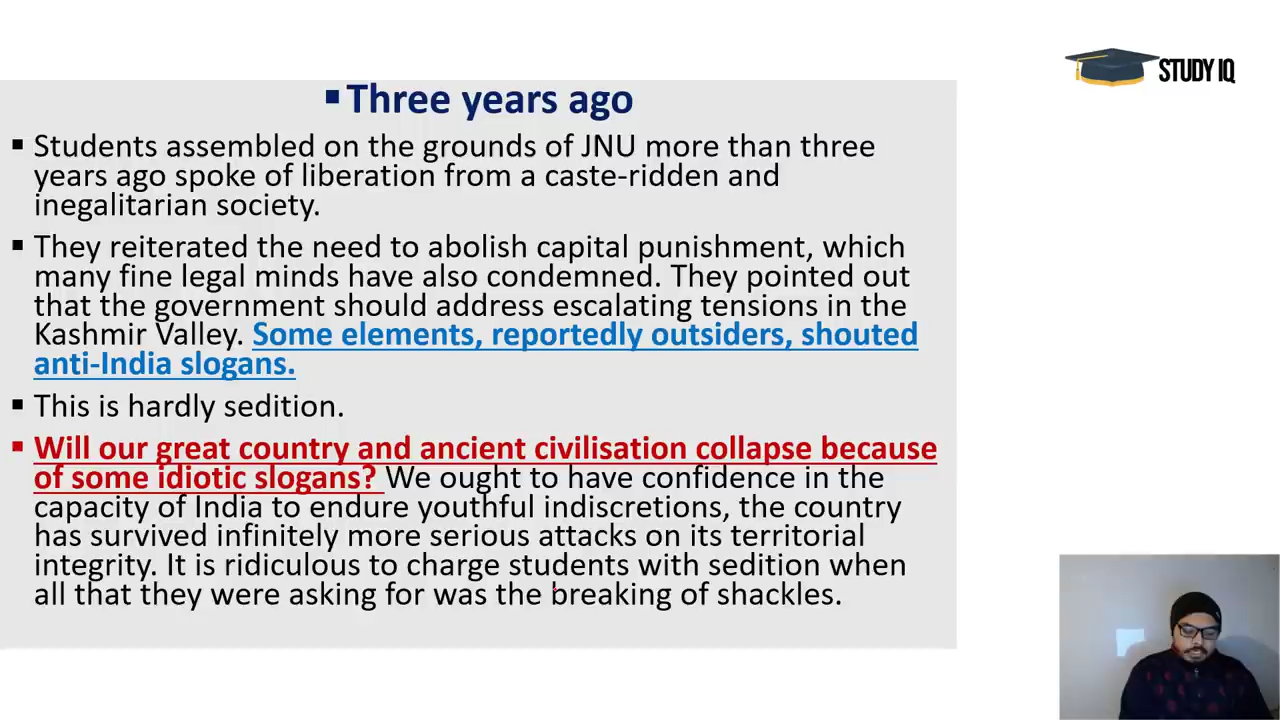 STUDY IQ
▪Three years ago
▪ Students assembled on the grounds of JNU more than three
years ago spoke of liberation from a caste-ridden and
inegalitarian society.
▪ They reiterated the need to abolish capital punishment, which
many fine legal minds have also condemned. They pointed out
that the government should address escalating tensions in the
Kashmir Valley. Some elements, reportedly outsiders, shouted
anti-India slogans.
▪ This is hardly sedition.
▪ Will our great country and ancient civilisation collapse because
of some idiotic slogans? We ought to have confidence in the
capacity of India to endure youthful indiscretions, the country
has survived infinitely more serious attacks on its territorial
integrity. It is ridiculous to charge students with sedition when
all that they were asking for was the breaking of shackles.